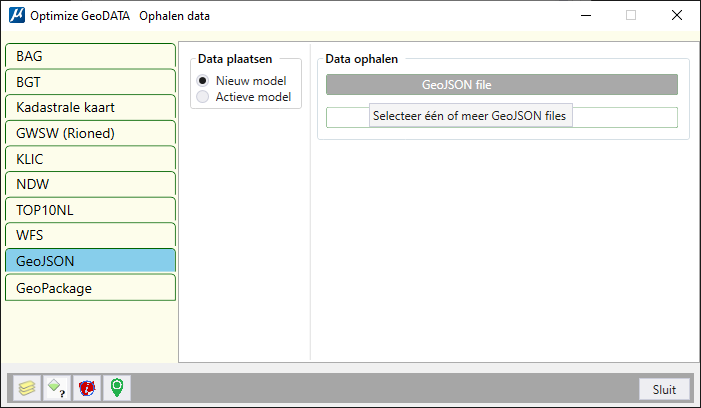 Optimize GeoDATA Ophalen data
BAG
BGT
Kadastrale kaart
GWSW (Rioned)
KLIC
NDW
TOP10NL
WFS
GeoJSON
GeoPackage
Data plaatsen
Nieuw model
Actieve model
Data ophalen
GeoJSON file
Selecteer één of meer GeoJSON files
Sluit